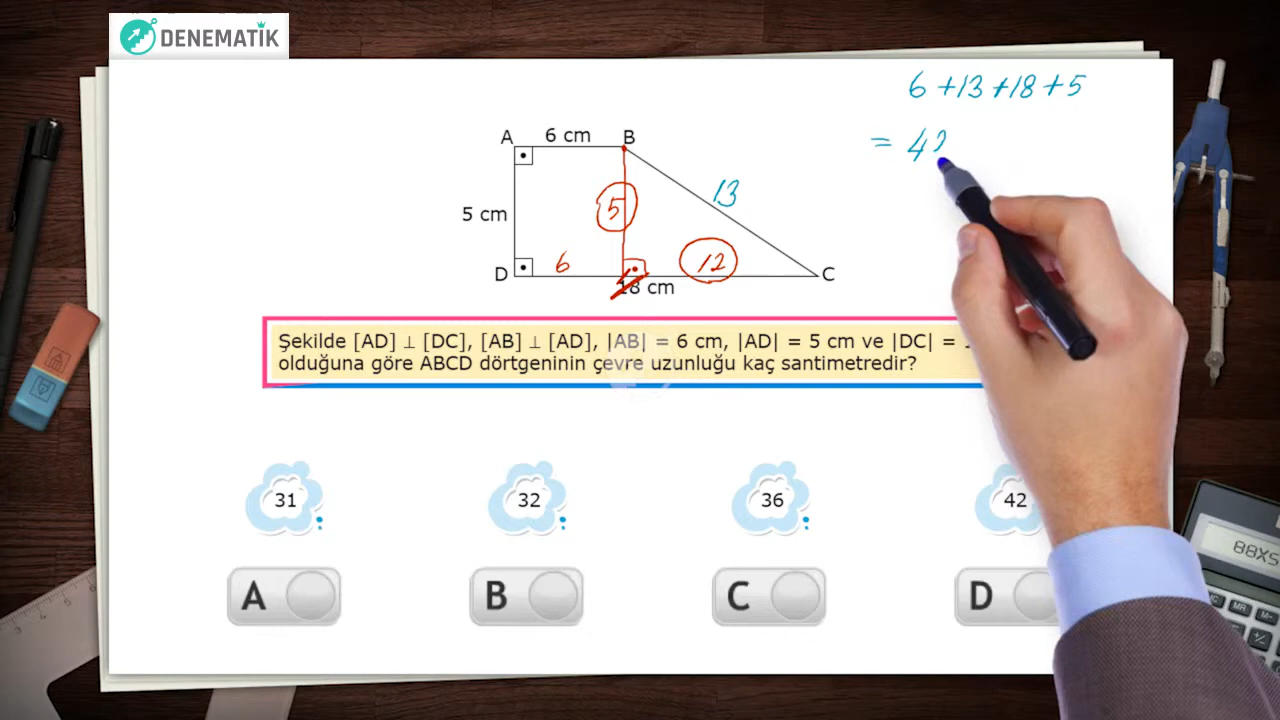 DENEMATİK
6 + 13 + 18 + 5
= 42
A 6 cm B
13
5 cm 5
6 12
D C
18 cm
Şekilde [AD] ⊥ [DC], [AB] ⊥ [AD], |AB| = 6 cm, |AD| = 5 cm ve |DC| =
olduğuna göre ABCD dörtgeninin çevre uzunluğu kaç santimetredir?
31 32 36 42
A B C D